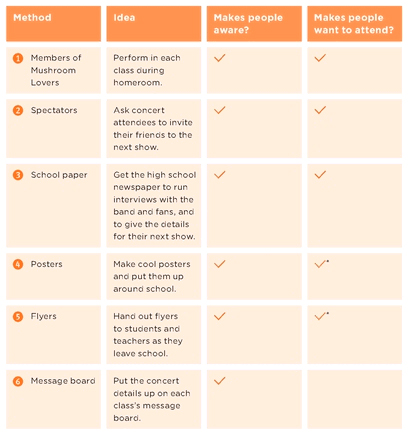 Method Idea Makes people Makes people
aware? want to attend?
1 Members of Perform in each ✓ ✓
Mushroom class during
Lovers homeroom.
2 Spectators Ask concert ✓ ✓
attendees to invite
their friends to the
next show.
3 School paper Get the high school ✓ ✓
newspaper to run
interviews with the
band and fans, and
to give the details
for their next show.
4 Posters Make cool posters ✓ ✓*
and put them up
around school.
5 Flyers Hand out flyers ✓ ✓*
to students and
teachers as they
leave school.
6 Message board Put the concert ✓
details up on each
class's message
board.